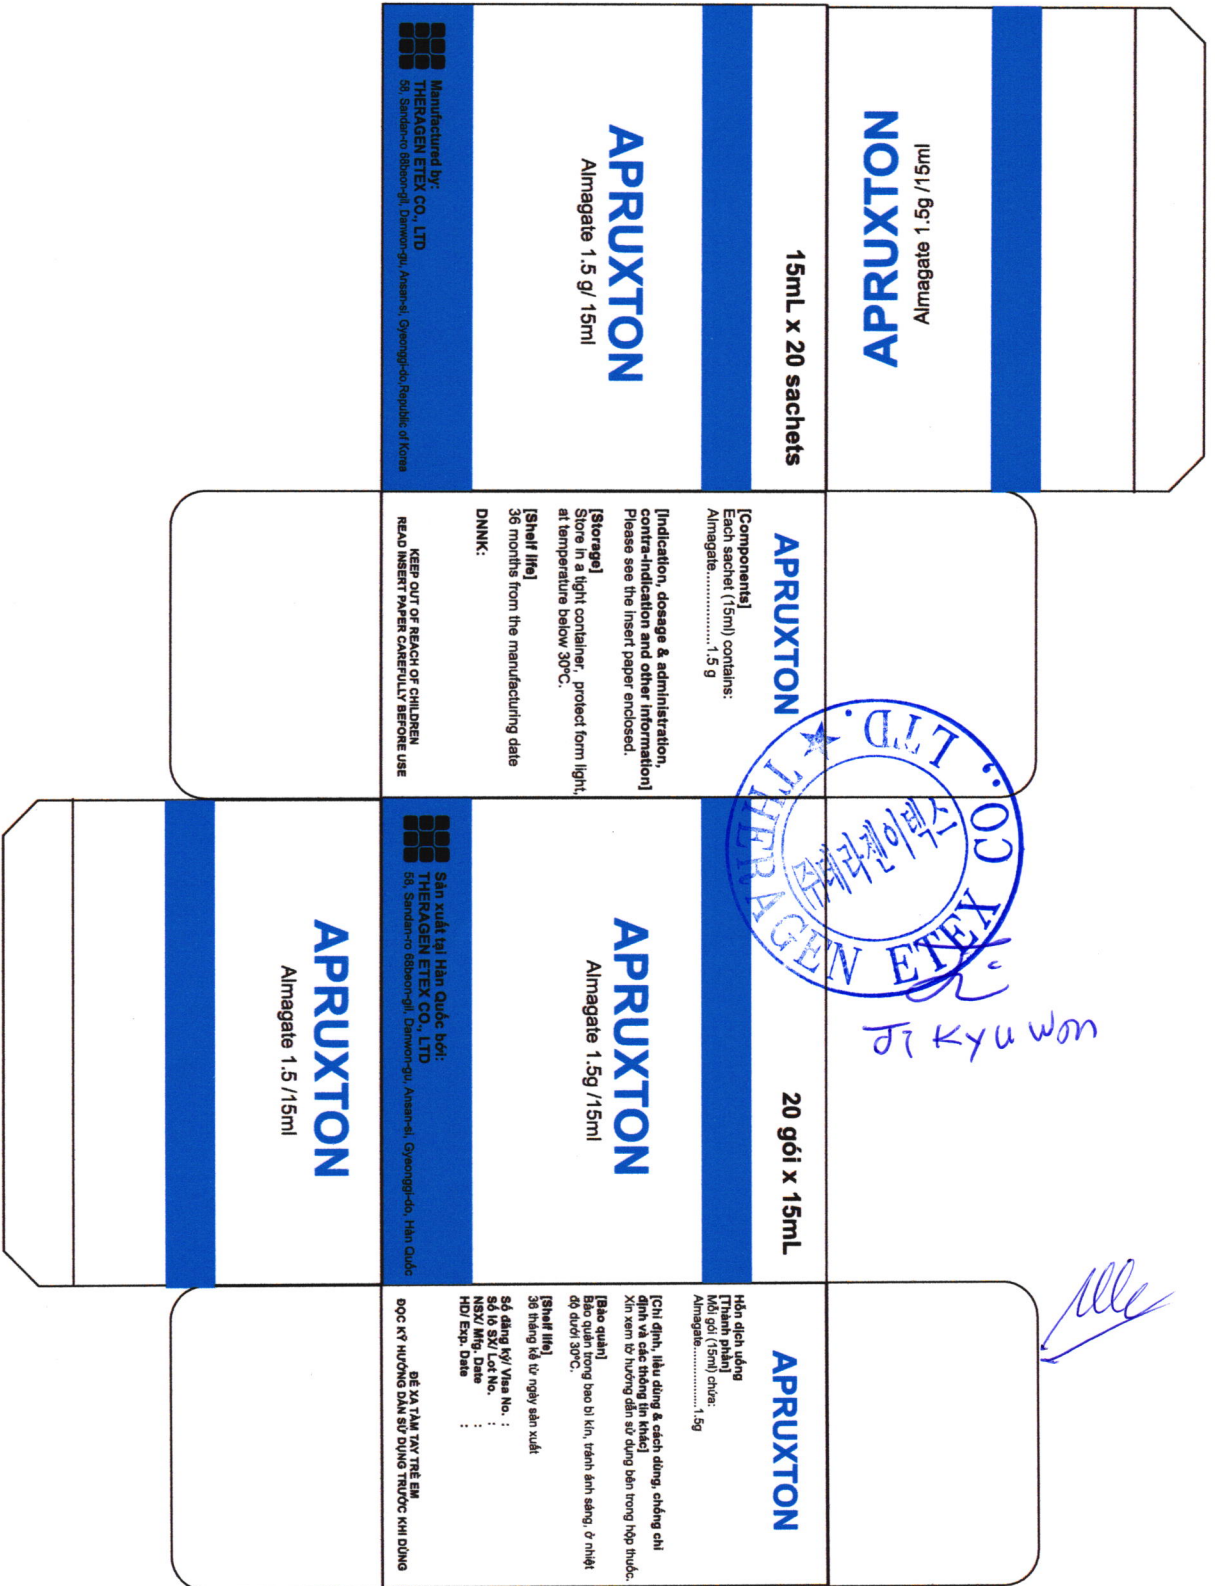 APRUXTON
Almagate 1.5g /15ml
15mL x 20 sachets
APRUXTON
Almagate 1.5 g/ 15ml
Manufactured by:
THERAGEN ETEX CO., LTD
58, Sandan-ro 68beon-gil, Danwon-gu, Ansan-si, Gyeonggi-do,Republic of Korea
APRUXTON
[Components]
Each sachet (15ml) contains:
Almagate..................1.5 g
[Indication, dosage & administration,
contra-indication and other information]
Please see the insert paper enclosed.
[Storage]
Store in a tight container, protect form light,
at temperature below 30°C.
[Shelf life]
36 months from the manufacturing date
DNNK:
KEEP OUT OF REACH OF CHILDREN
READ INSERT PAPER CAREFULLY BEFORE USE
20 gói x 15mL
APRUXTON
Almagate 1.5g /15ml
Sản xuất tại Hàn Quốc bởi:
THERAGEN ETEX CO., LTD
58, Sandan-ro 68beon-gil, Danwon-gu, Ansan-si, Gyeonggi-do, Hàn Quốc
APRUXTON
Almagate 1.5 /15ml
APRUXTON
Hỗn dịch uống
[Thành phần]
Mỗi gói (15ml) chứa:
Almagate..................1.5g
[Chỉ định, liều dùng & cách dùng, chống chỉ
định và các thông tin khác]
Xin xem tờ hướng dẫn sử dụng bên trong hộp thuốc.
[Bảo quản]
Bảo quản trong bao bì kín, tránh ánh sáng, ở nhiệt
độ dưới 30°C.
[Shelf life]
36 tháng kể từ ngày sản xuất
Số đăng ký/ Visa No. :
Số lô SX/ Lot No. :
NSX/ Mfg. Date :
HD/ Exp. Date :
ĐỂ XA TẦM TAY TRẺ EM
ĐỌC KỸ HƯỚNG DẪN SỬ DỤNG TRƯỚC KHI DÙNG
THERAGEN ETEX CO., LTD.
㈜테라젠이텍스
Ji Kyu Won